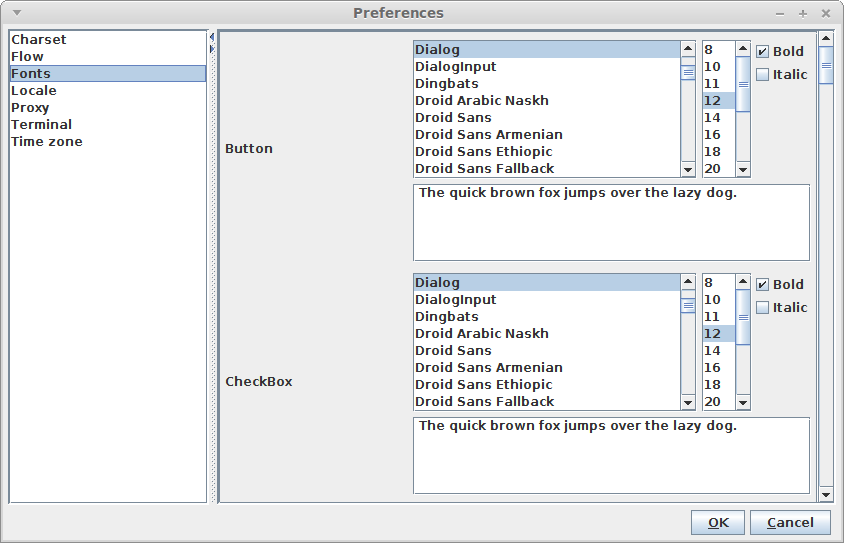 Preferences
Charset
Flow
Fonts
Locale
Proxy
Terminal
Time zone
Button
Dialog
DialogInput
Dingbats
Droid Arabic Naskh
Droid Sans
Droid Sans Armenian
Droid Sans Ethiopic
Droid Sans Fallback
8
10
11
12
14
16
18
20
Bold
Italic
The quick brown fox jumps over the lazy dog.
CheckBox
Dialog
DialogInput
Dingbats
Droid Arabic Naskh
Droid Sans
Droid Sans Armenian
Droid Sans Ethiopic
Droid Sans Fallback
8
10
11
12
14
16
18
20
Bold
Italic
The quick brown fox jumps over the lazy dog.
OK
Cancel